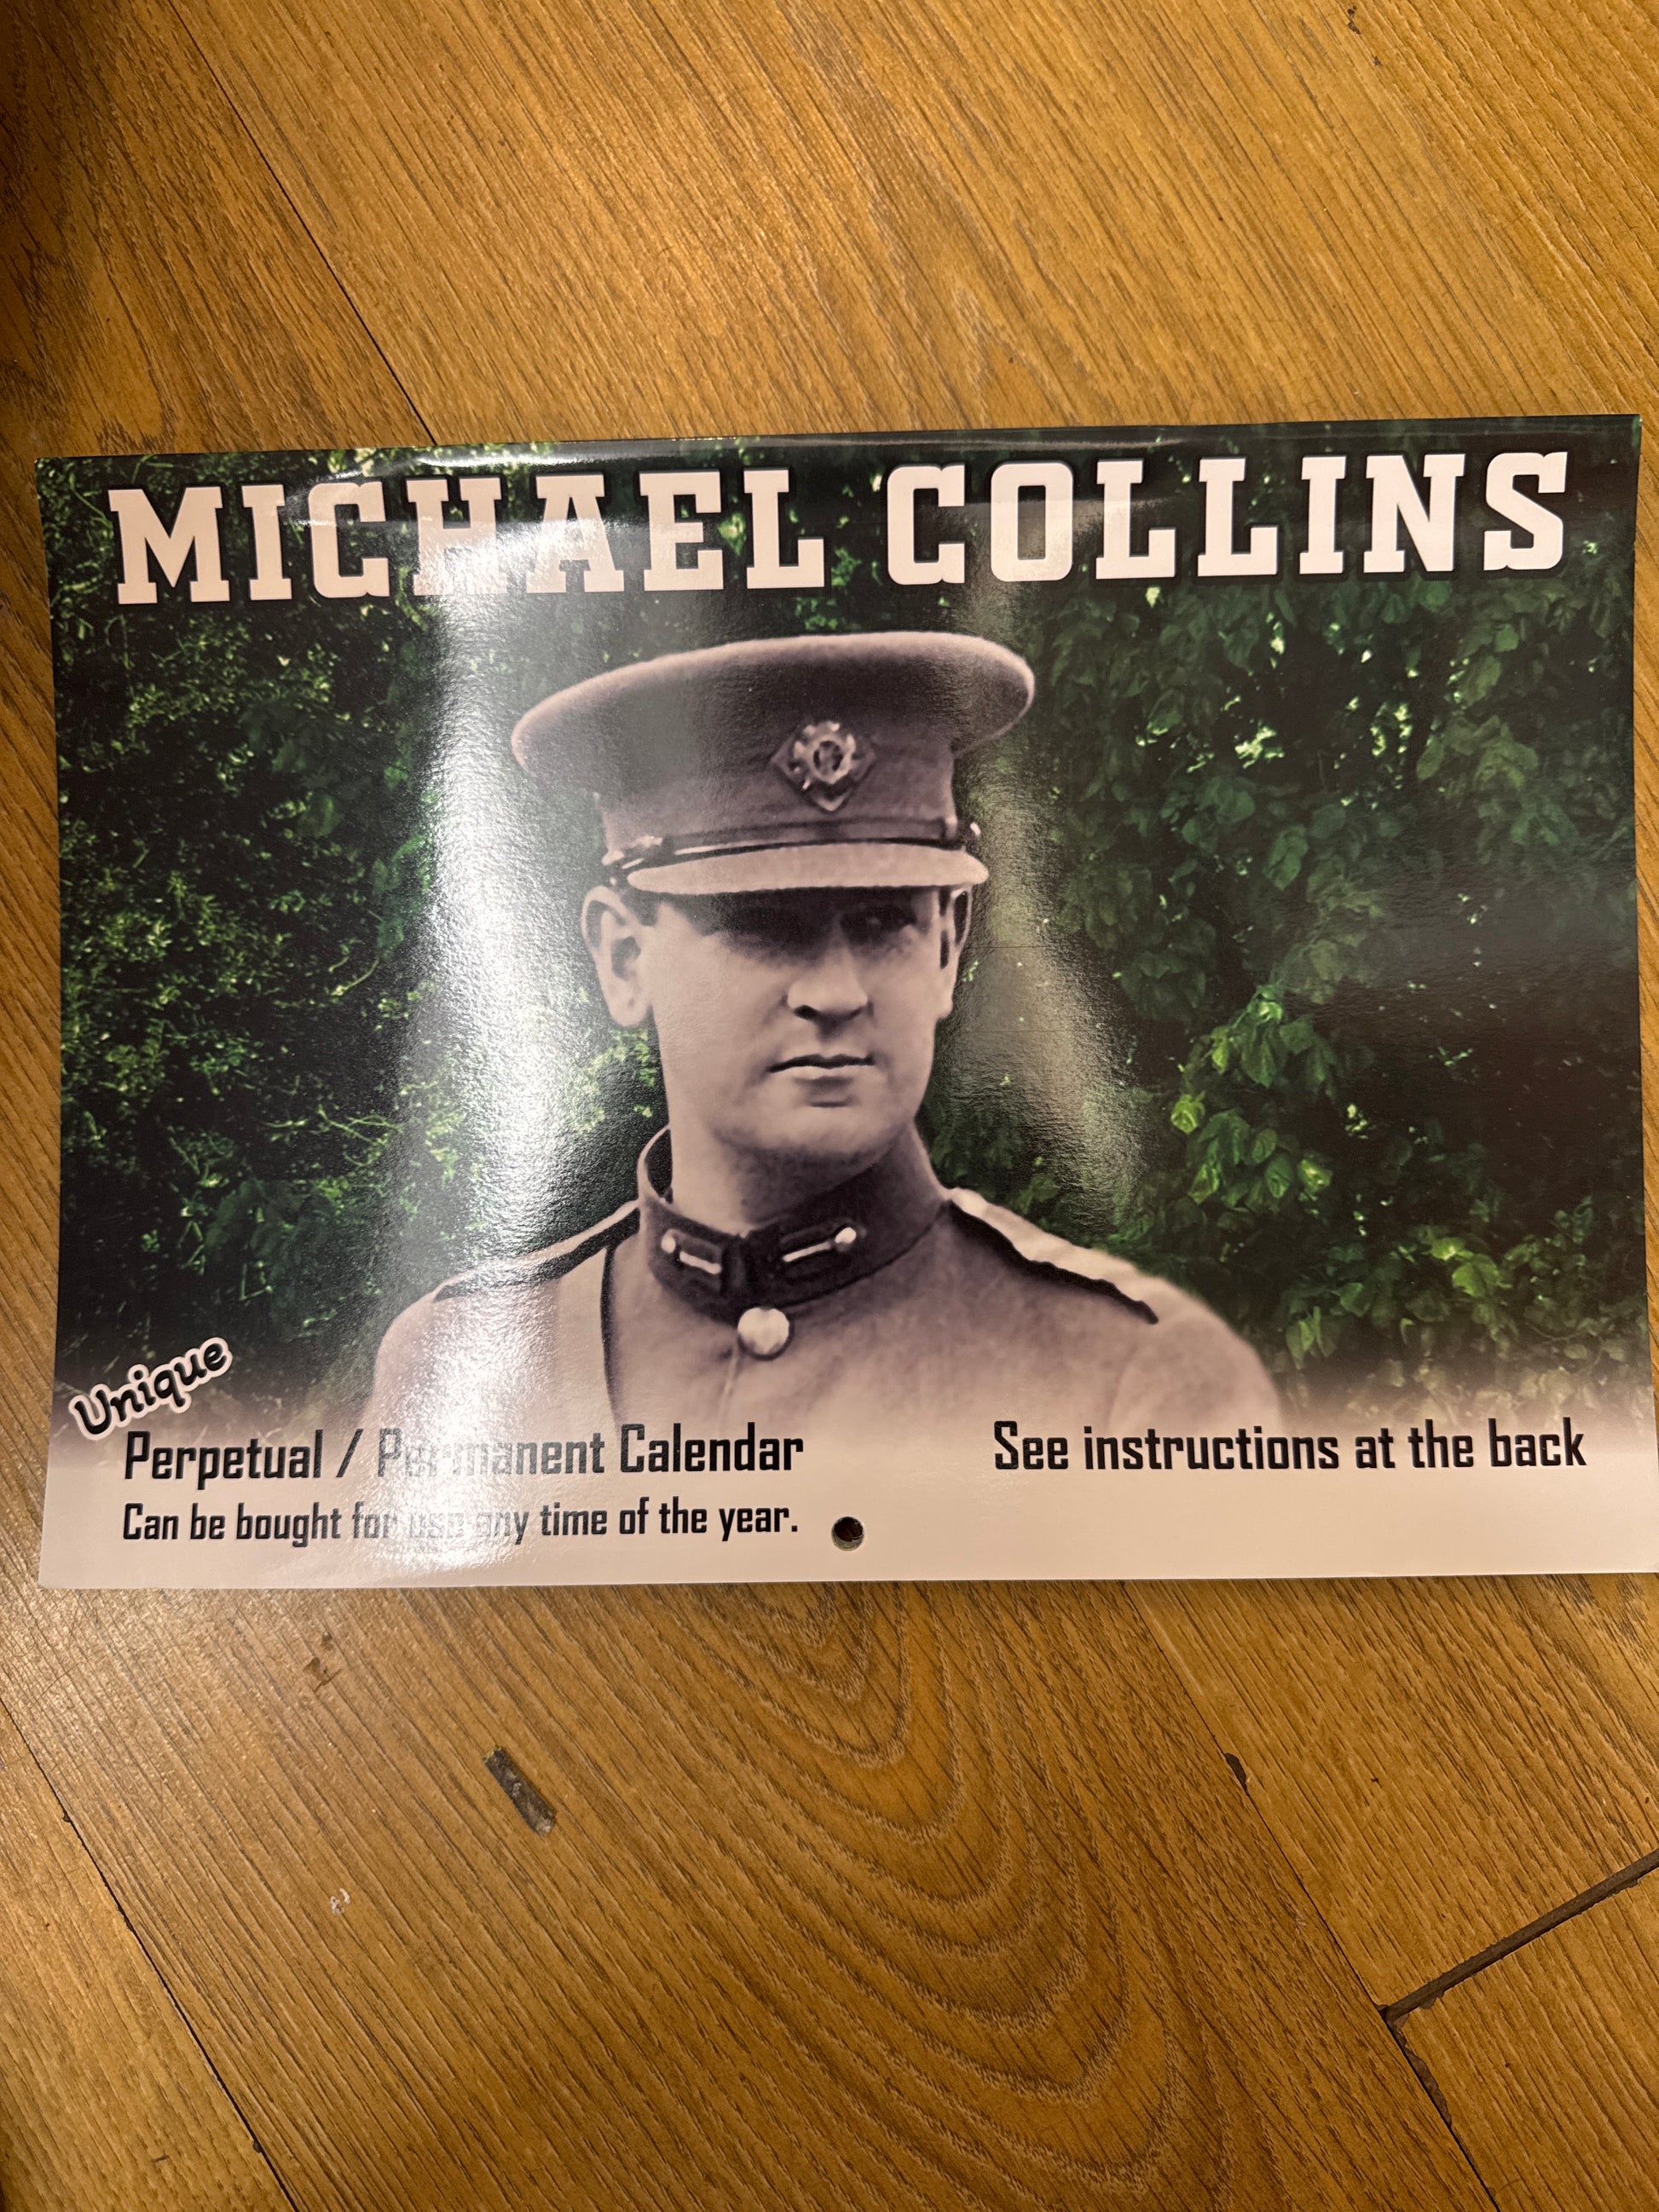 MICHAEL COLLINS
Unique
Perpetual / Permanent Calendar
Can be bought for use any time of the year.
See instructions at the back